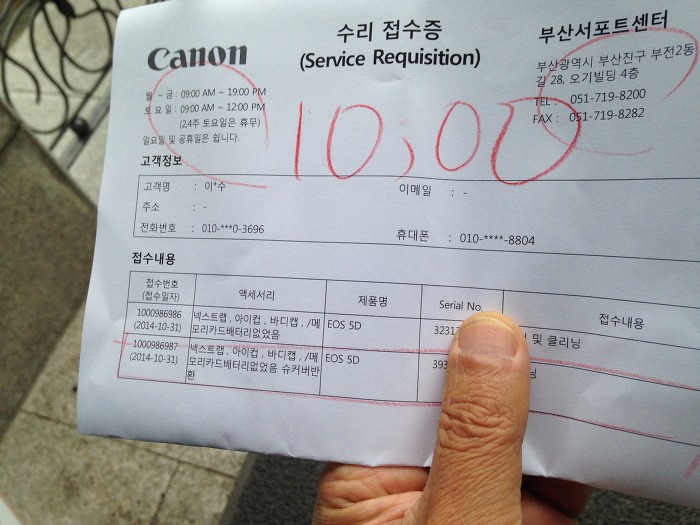 Canon
수리 접수증
(Service Requisition)
부산서포트센터
부산광역시 부산진구 부전2동
길 28, 오기빌딩 4층
TEL : 051-719-8200
FAX : 051-719-8282
월 ~ 금 : 09:00 AM ~ 19:00 PM
토 요 일 : 09:00 AM ~ 12:00 PM
(2,4주 토요일은 휴무)
일요일 및 공휴일은 쉽니다.
10;00
고객정보
고객명 : 이*수
이메일 : -
주소 : -
전화번호 : 010-***0-3696
휴대폰 : 010-****-8804
접수내용
접수번호
(접수일자)
액세서리
제품명
Serial No.
접수내용
1000986986
(2014-10-31)
넥스트랩 , 아이컵 , 바디캡 , /메
모리카드배터리없었음
EOS 5D
3231
및 클리닝
1000986987
(2014-10-31)
넥스트랩 , 아이컵 , 바디캡 , /메
모리카드배터리없었음 슈커버반
환
EOS 5D
393
닝